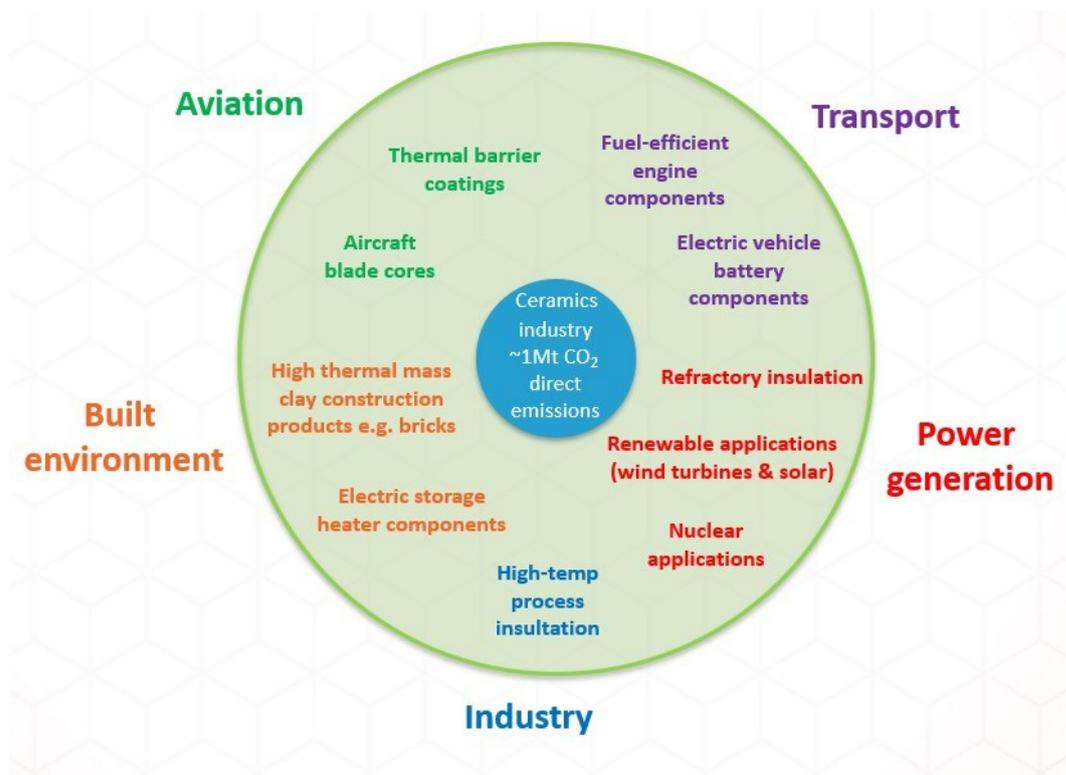 Aviation
Thermal barrier
coatings
Aircraft
blade cores
Transport
Fuel-efficient
engine
components
Electric vehicle
battery
components
Ceramics
industry
~1Mt CO₂
direct
emissions
Built
environment
High thermal mass
clay construction
products e.g. bricks
Electric storage
heater components
Power
generation
Refractory insulation
Renewable applications
(wind turbines & solar)
Nuclear
applications
High-temp
process
insultation
Industry